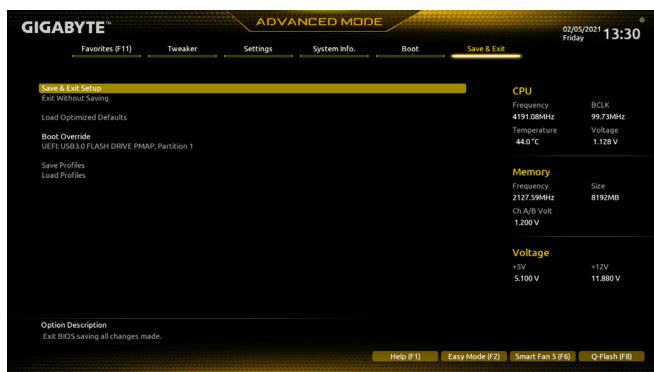 GIGABYTE™
ADVANCED MODE
02/05/2021 Friday 13:30
Favorites (F11) Tweaker Settings System Info. Boot Save & Exit
Save & Exit Setup
Exit Without Saving
Load Optimized Defaults
Boot Override
UEFI: USB3.0 FLASH DRIVE PMAP, Partition 1
Save Profiles
Load Profiles
CPU
Frequency BCLK
4191.08MHz 99.73MHz
Temperature Voltage
44.0 °C 1.128 V
Memory
Frequency Size
2127.59MHz 8192MB
Ch A/B Volt
1.200 V
Voltage
+5V +12V
5.100 V 11.880 V
Option Description
Exit BIOS saving all changes made.
Help (F1) Easy Mode (F2) Smart Fan 5 (F6) Q-Flash (F8)